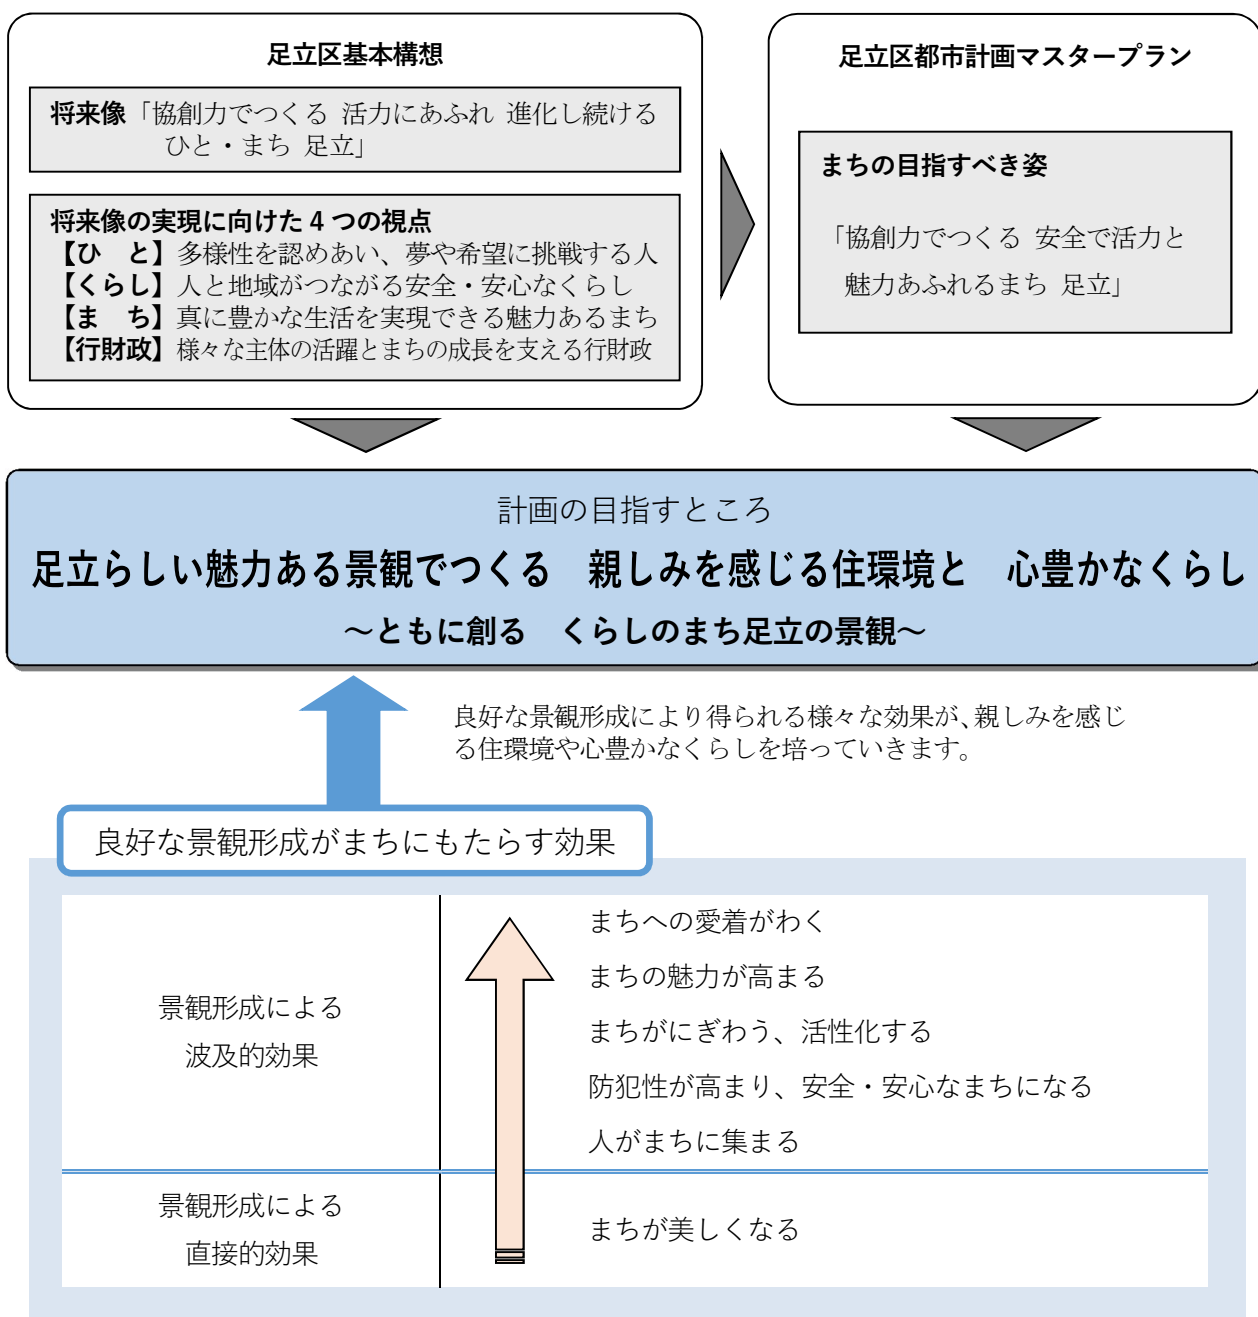 足立区基本構想
将来像「協創力でつくる 活力にあふれ 進化し続ける
ひと・まち 足立」
将来像の実現に向けた 4 つの視点
【ひ　と】多様性を認めあい、夢や希望に挑戦する人
【くらし】人と地域がつながる安全・安心なくらし
【ま　ち】真に豊かな生活を実現できる魅力あるまち
【行財政】様々な主体の活躍とまちの成長を支える行財政
足立区都市計画マスタープラン
まちの目指すべき姿
「協創力でつくる 安全で活力と
魅力あふれるまち 足立」
計画の目指すところ
足立らしい魅力ある景観でつくる　親しみを感じる住環境と　心豊かなくらし
～ともに創る　くらしのまち足立の景観～
良好な景観形成により得られる様々な効果が、親しみを感じ
る住環境や心豊かなくらしを培っていきます。
良好な景観形成がまちにもたらす効果
景観形成による
波及的効果
まちへの愛着がわく
まちの魅力が高まる
まちがにぎわう、活性化する
防犯性が高まり、安全・安心なまちになる
人がまちに集まる
景観形成による
直接的効果
まちが美しくなる